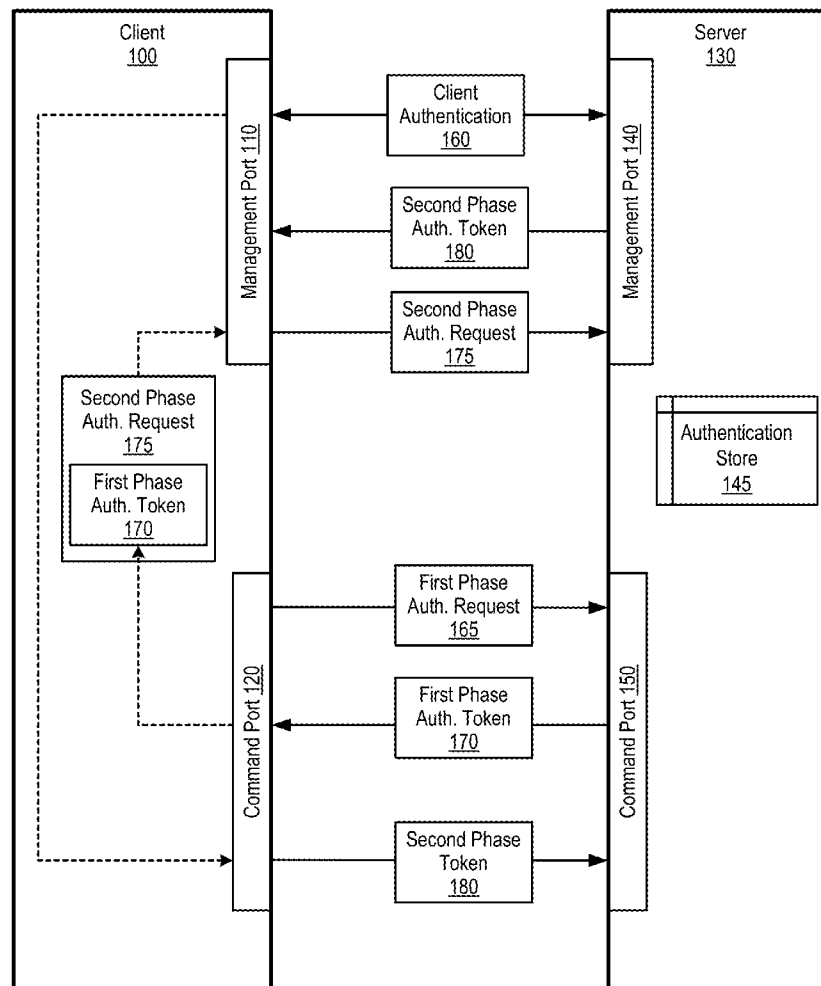 Client
100
Server
130
Management Port 110
Management Port 140
Client
Authentication
160
Second Phase
Auth. Token
180
Second Phase
Auth. Request
175
Second Phase
Auth. Request
175
First Phase
Auth. Token
170
Authentication
Store
145
Command Port 120
Command Port 150
First Phase
Auth. Request
165
First Phase
Auth. Token
170
Second Phase
Token
180